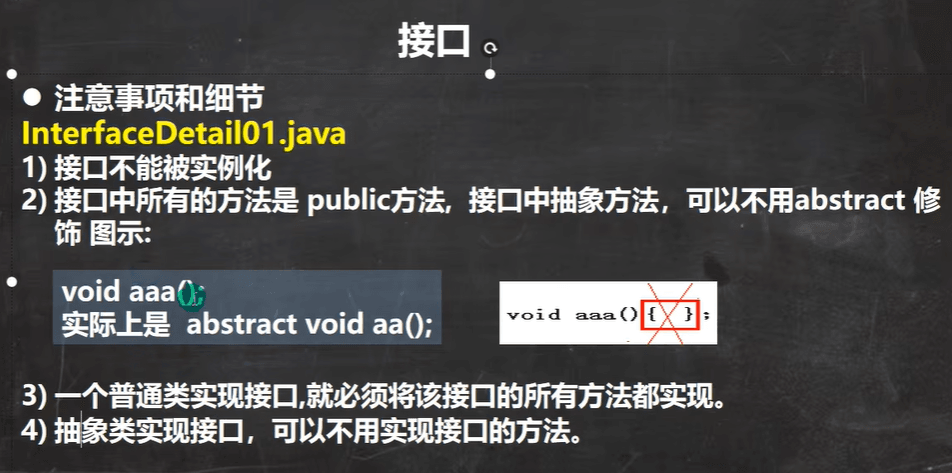 接口
● 注意事项和细节
InterfaceDetail01.java
1) 接口不能被实例化
2) 接口中所有的方法是 public方法, 接口中抽象方法，可以不用abstract 修
饰 图示:
void aaa();
实际上是 abstract void aa();
void aaa(){ };
3) 一个普通类实现接口,就必须将该接口的所有方法都实现。
4) 抽象类实现接口，可以不用实现接口的方法。